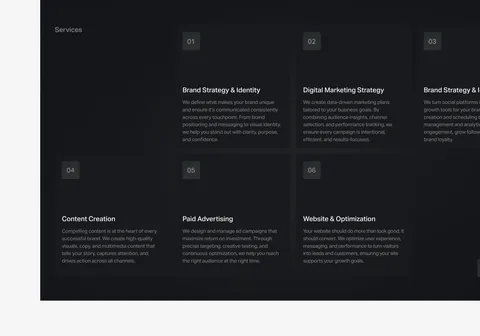 Services
01
Brand Strategy & Identity
We define what makes your brand unique
and ensure it's communicated consistently
across every touchpoint. From brand
positioning and messaging to visual identity,
we help you stand out with clarity, purpose,
and confidence.
02
Digital Marketing Strategy
We create data-driven marketing plans
tailored to your business goals. By
combining audience insights, channel
selection, and performance tracking, we
ensure every campaign is intentional,
efficient, and results-focused.
03
Brand Strategy &
We turn social platforms
growth tools for your
creation and scheduling
management and
engagement, grow
brand loyalty.
04
Content Creation
Compelling content is at the heart of every
successful brand. We create high-quality
visuals, copy, and multimedia content that
tells your story, captures attention, and
drives action across all channels.
05
Paid Advertising
We design and manage ad campaigns that
maximize return on investment. Through
precise targeting, creative testing, and
continuous optimization, we help you reach
the right audience at the right time.
06
Website & Optimization
Your website should do more than look good, it
should convert. We optimize user experience,
messaging, and performance to turn visitors
into leads and customers, ensuring your site
supports your growth goals.